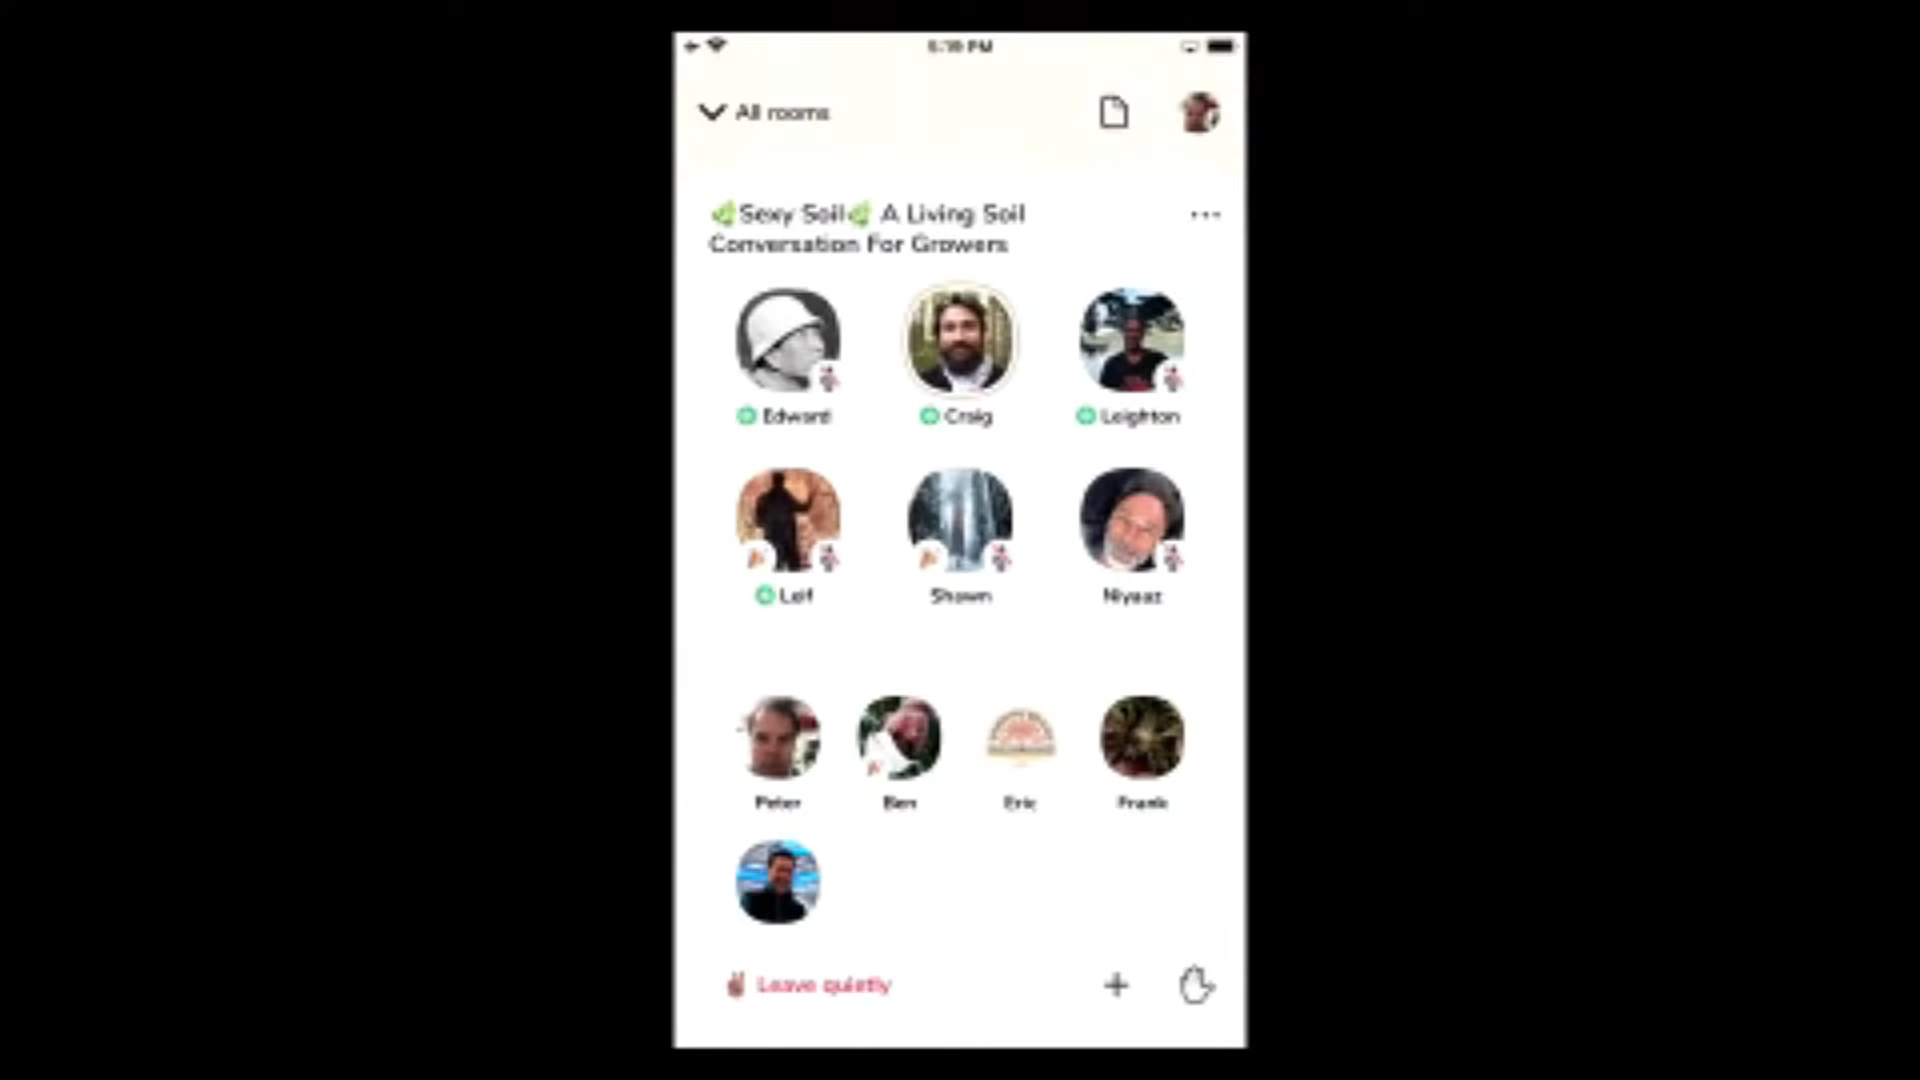 All rooms
🌿Sexy Soil🌿 A Living Soil
Conversation For Growers
Edward
Craig
Leighton
Leif
Shawn
Niyaaz
Peter
Ben
Eric
Frank
Leave quietly